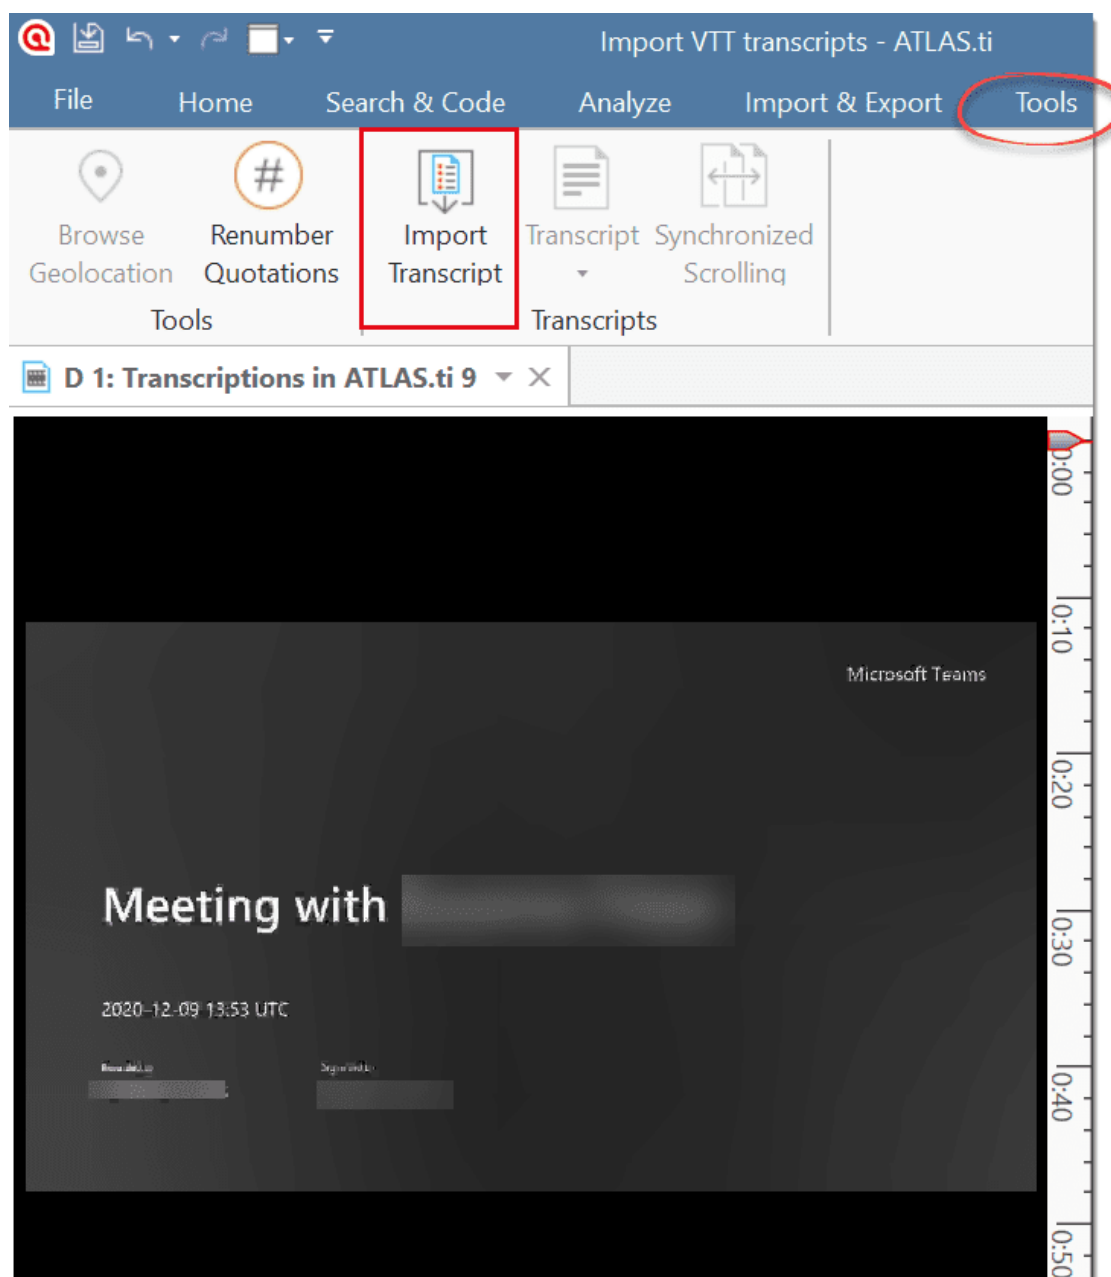 Import VTT transcripts - ATLAS.ti
File Home Search & Code Analyze Import & Export Tools
Browse Geolocation
Renumber Quotations
Import Transcript
Transcript
Synchronized Scrolling
Tools
Transcripts
D 1: Transcriptions in ATLAS.ti 9
0:00
0:10
0:20
0:30
0:40
0:50
Microsoft Teams
Meeting with
2020-12-09 13:53 UTC